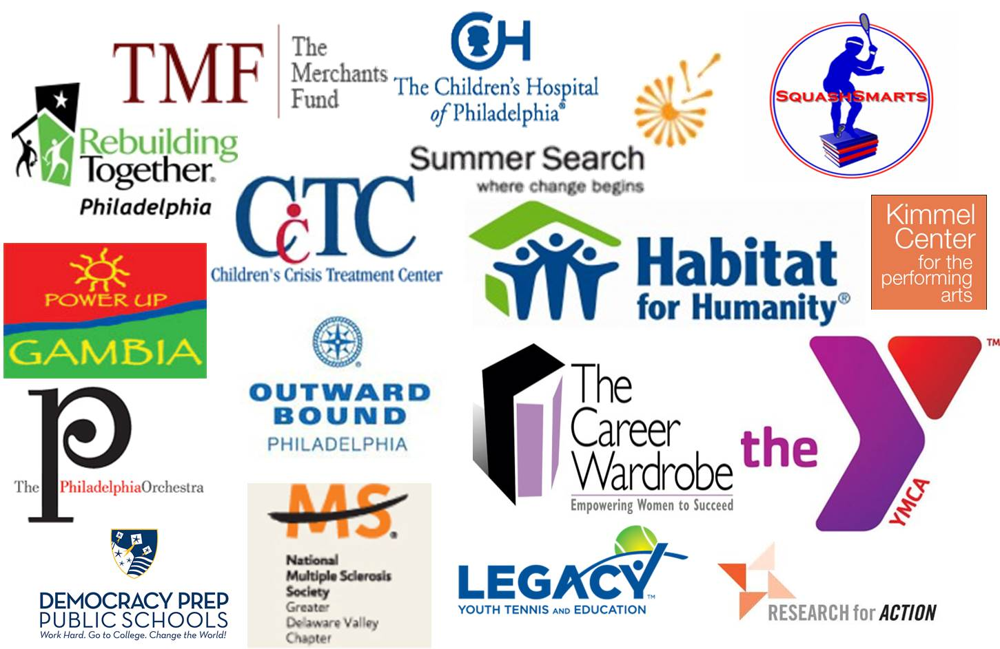 TMF
The
Merchants
Fund
CH
The Children's Hospital
of Philadelphia®
SQUASHSMARTS
Rebuilding
Together®
Philadelphia
Summer Search
where change begins
CCTC
Children's Crisis Treatment Center
Habitat
for Humanity®
Kimmel
Center
for the
performing
arts
POWER UP
GAMBIA
OUTWARD
BOUND
PHILADELPHIA
The
Career
Wardrobe
Empowering Women to Succeed
the Y™
YMCA
p
The PhiladelphiaOrchestra
MS®
National
Multiple Sclerosis
Society
Greater
Delaware Valley
Chapter
DEMOCRACY PREP
PUBLIC SCHOOLS
Work Hard. Go to College. Change the World!
LEGACY™
YOUTH TENNIS AND EDUCATION
RESEARCH for ACTION